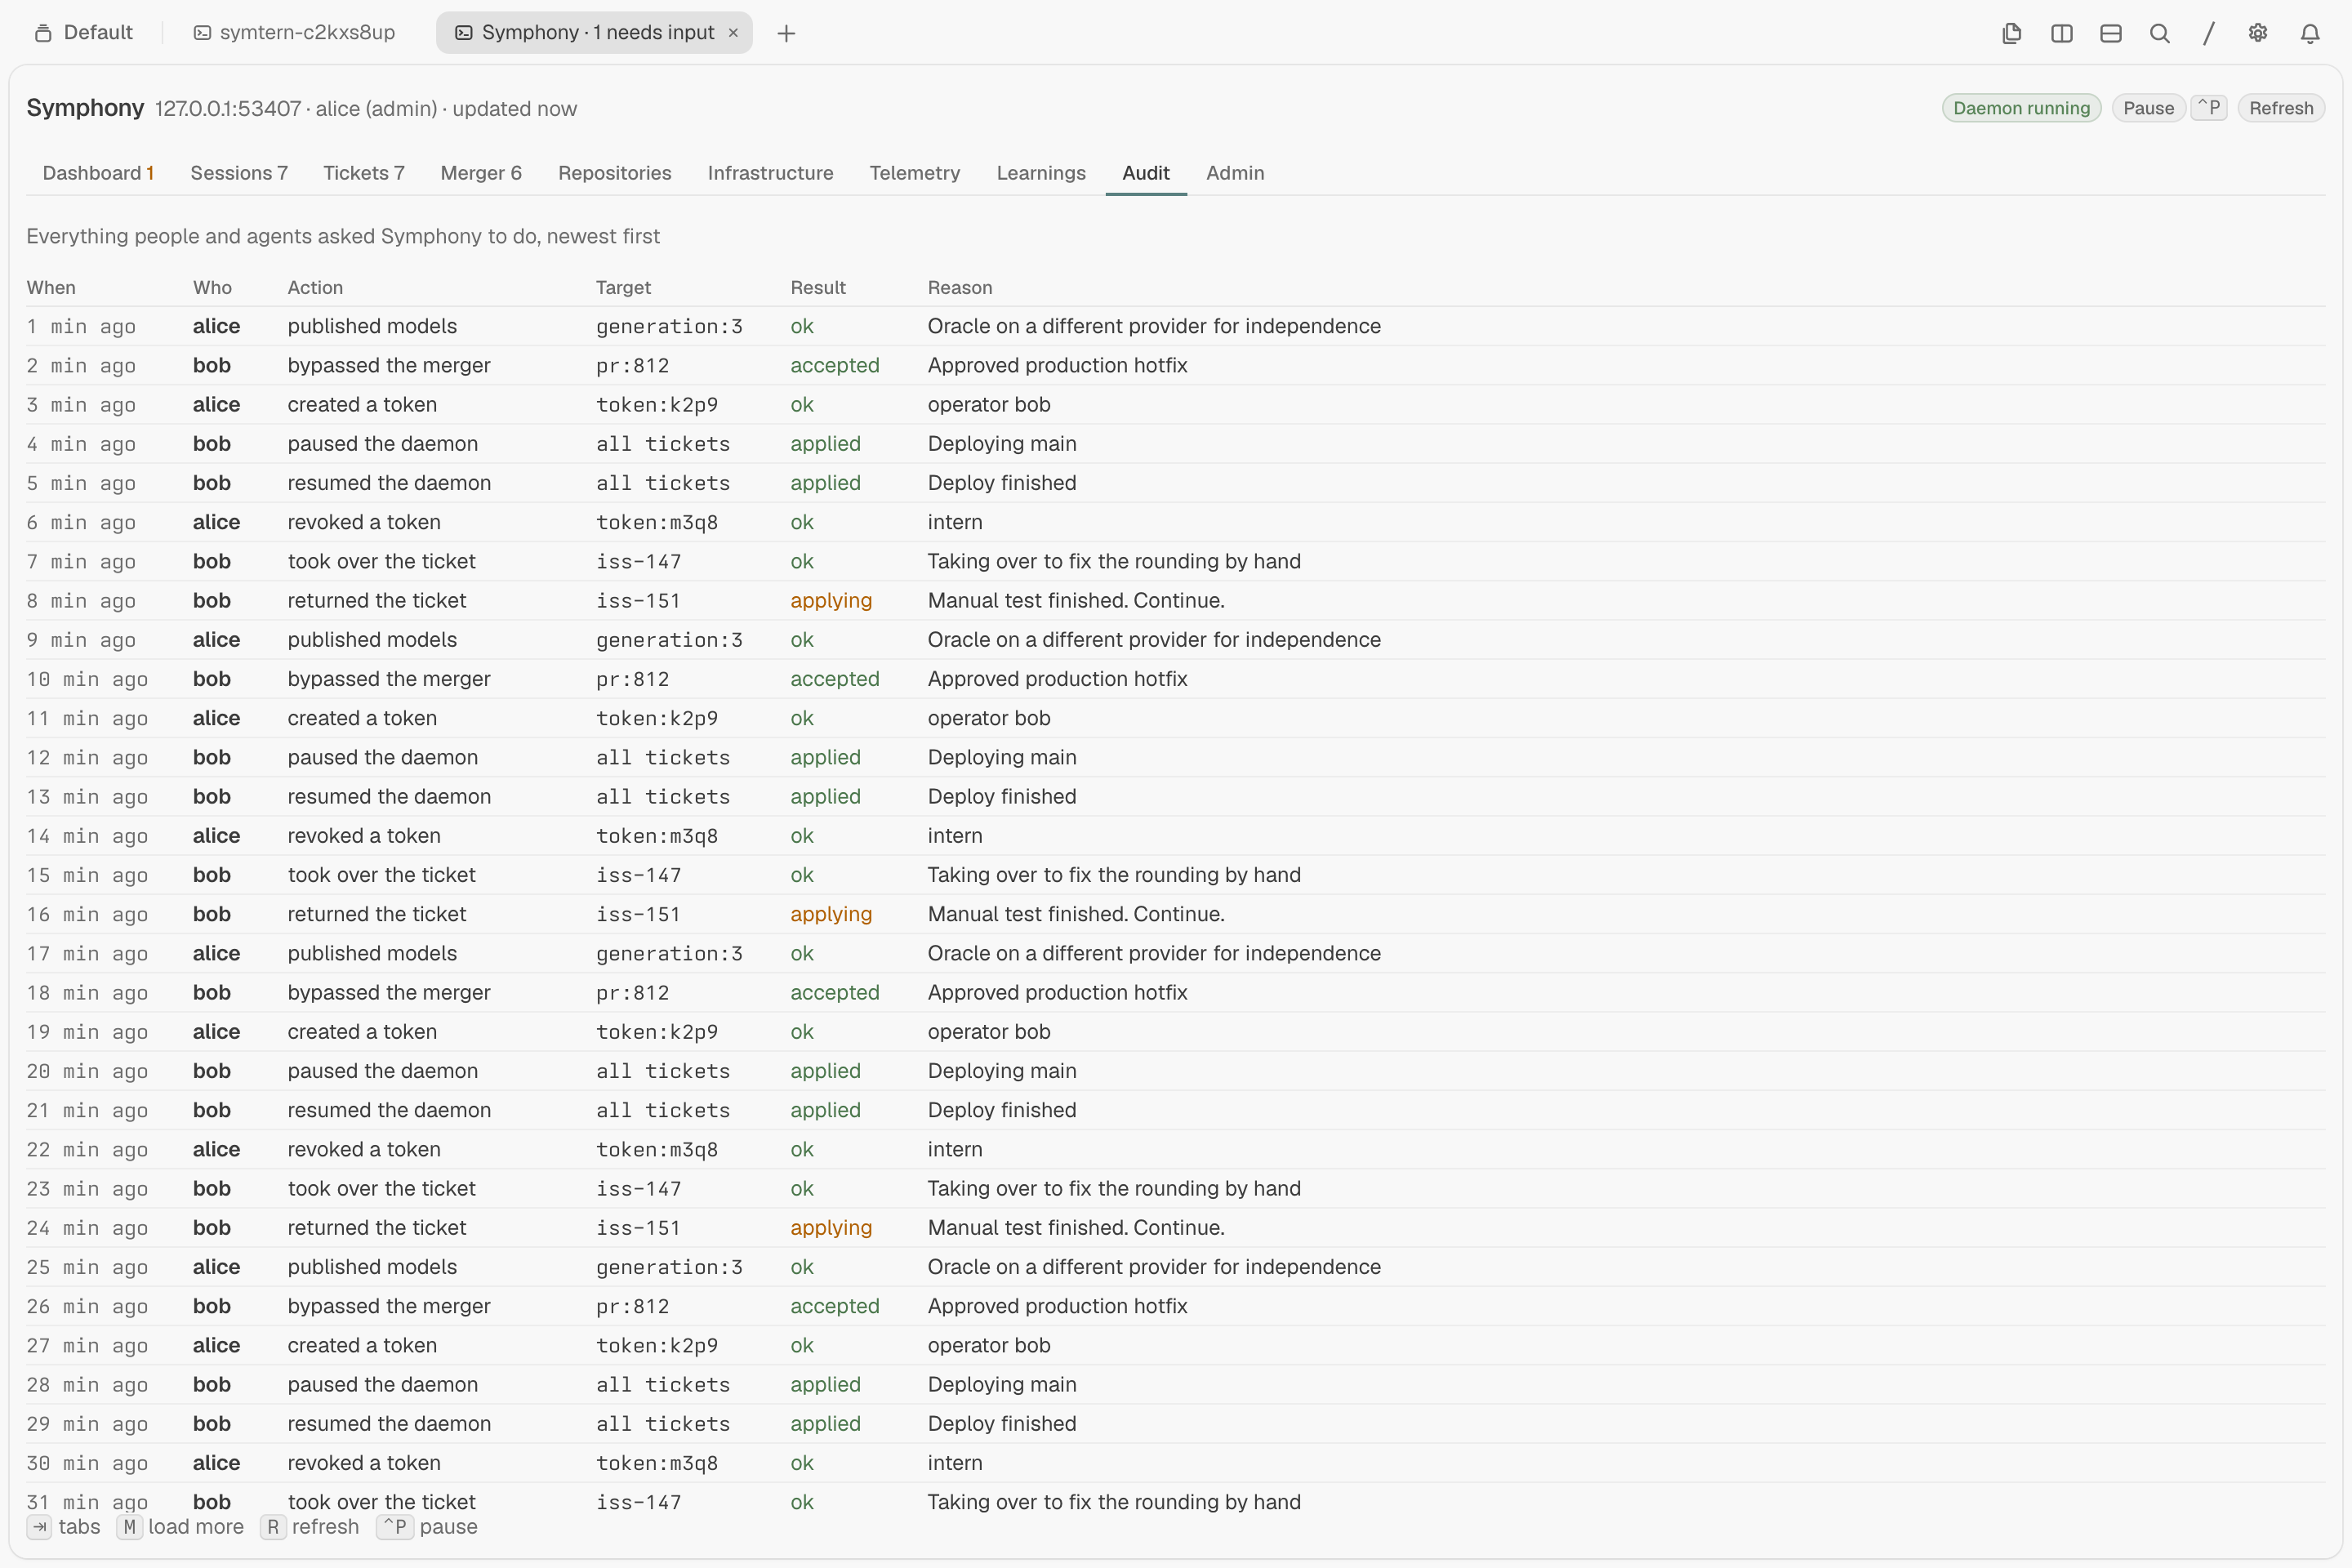 Default symtern-c2kxs8up Symphony · 1 needs input × +
Symphony 127.0.0.1:53407 · alice (admin) · updated now Daemon running Pause ^P Refresh
Dashboard 1 Sessions 7 Tickets 7 Merger 6 Repositories Infrastructure Telemetry Learnings Audit Admin
Everything people and agents asked Symphony to do, newest first
When Who Action Target Result Reason
1 min ago alice published models generation:3 ok Oracle on a different provider for independence
2 min ago bob bypassed the merger pr:812 accepted Approved production hotfix
3 min ago alice created a token token:k2p9 ok operator bob
4 min ago bob paused the daemon all tickets applied Deploying main
5 min ago bob resumed the daemon all tickets applied Deploy finished
6 min ago alice revoked a token token:m3q8 ok intern
7 min ago bob took over the ticket iss-147 ok Taking over to fix the rounding by hand
8 min ago bob returned the ticket iss-151 applying Manual test finished. Continue.
9 min ago alice published models generation:3 ok Oracle on a different provider for independence
10 min ago bob bypassed the merger pr:812 accepted Approved production hotfix
11 min ago alice created a token token:k2p9 ok operator bob
12 min ago bob paused the daemon all tickets applied Deploying main
13 min ago bob resumed the daemon all tickets applied Deploy finished
14 min ago alice revoked a token token:m3q8 ok intern
15 min ago bob took over the ticket iss-147 ok Taking over to fix the rounding by hand
16 min ago bob returned the ticket iss-151 applying Manual test finished. Continue.
17 min ago alice published models generation:3 ok Oracle on a different provider for independence
18 min ago bob bypassed the merger pr:812 accepted Approved production hotfix
19 min ago alice created a token token:k2p9 ok operator bob
20 min ago bob paused the daemon all tickets applied Deploying main
21 min ago bob resumed the daemon all tickets applied Deploy finished
22 min ago alice revoked a token token:m3q8 ok intern
23 min ago bob took over the ticket iss-147 ok Taking over to fix the rounding by hand
24 min ago bob returned the ticket iss-151 applying Manual test finished. Continue.
25 min ago alice published models generation:3 ok Oracle on a different provider for independence
26 min ago bob bypassed the merger pr:812 accepted Approved production hotfix
27 min ago alice created a token token:k2p9 ok operator bob
28 min ago bob paused the daemon all tickets applied Deploying main
29 min ago bob resumed the daemon all tickets applied Deploy finished
30 min ago alice revoked a token token:m3q8 ok intern
31 min ago bob took over the ticket iss-147 ok Taking over to fix the rounding by hand
⇥ tabs M load more R refresh ^P pause